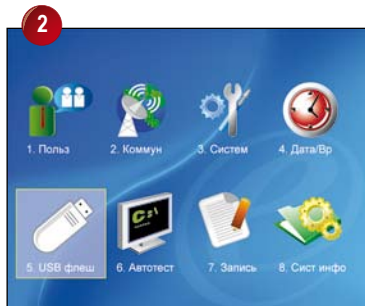 2
1. Польз
2. Коммун
3. Систем
4. Дата/Вр
C:\
5. USB флеш
6. Автотест
7. Запись
8. Сист инфо